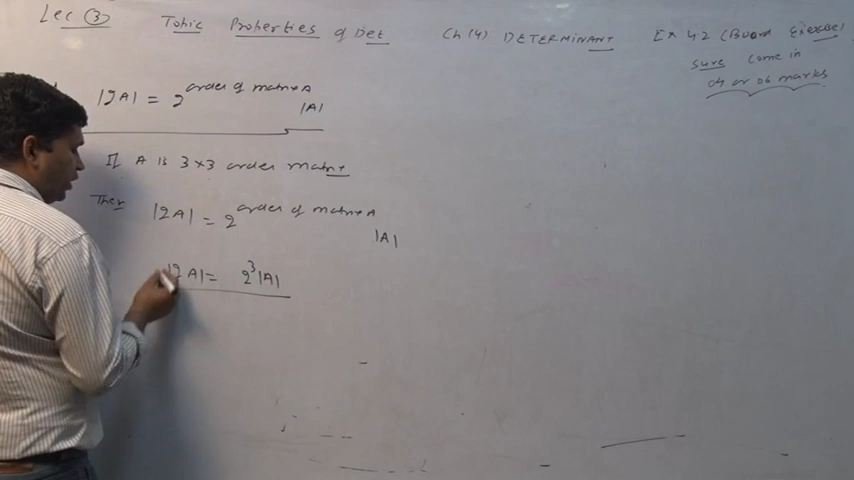 Lec (3) Topic Properties of Det Ch (4) DETERMINANT Ex 4.2 (Board Exercise)
sure come in
04 or 06 marks
|2A| = 2^order of matrix A |A|
If A is 3×3 order matrix
Then |2A| = 2^order of matrix A |A|
|2A| = 2^3 |A|